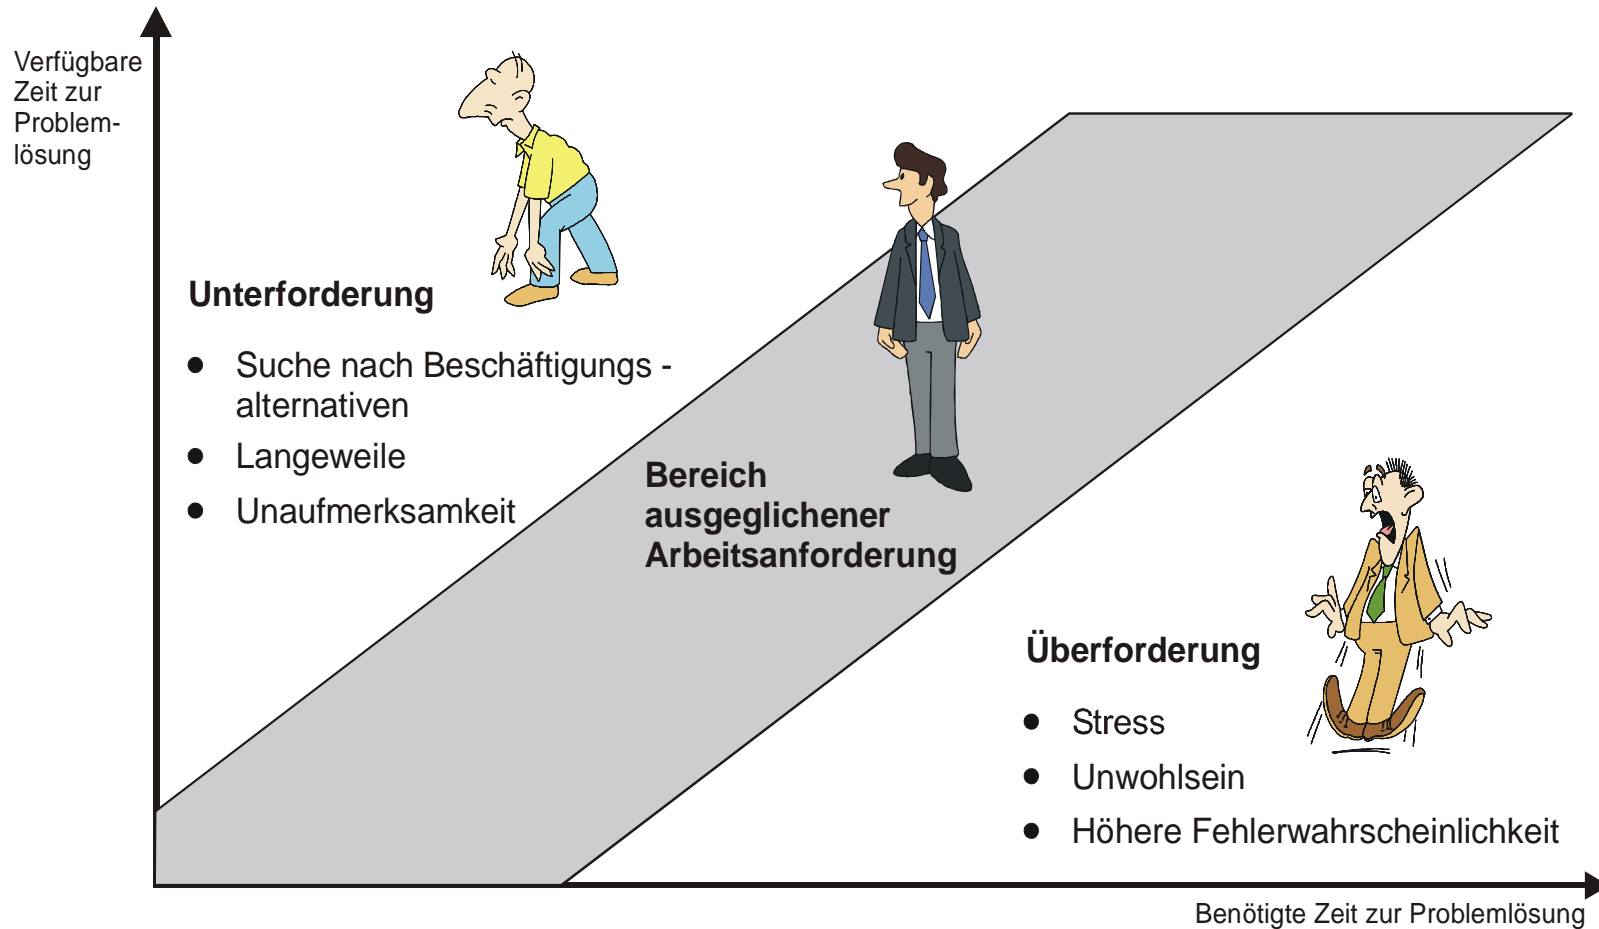 Verfügbare
Zeit zur
Problem-
lösung
Unterforderung
Suche nach Beschäftigungs -
alternativen
Langeweile
Unaufmerksamkeit
Bereich
ausgeglichener
Arbeitsanforderung
Überforderung
Stress
Unwohlsein
Höhere Fehlerwahrscheinlichkeit
Benötigte Zeit zur Problemlösung